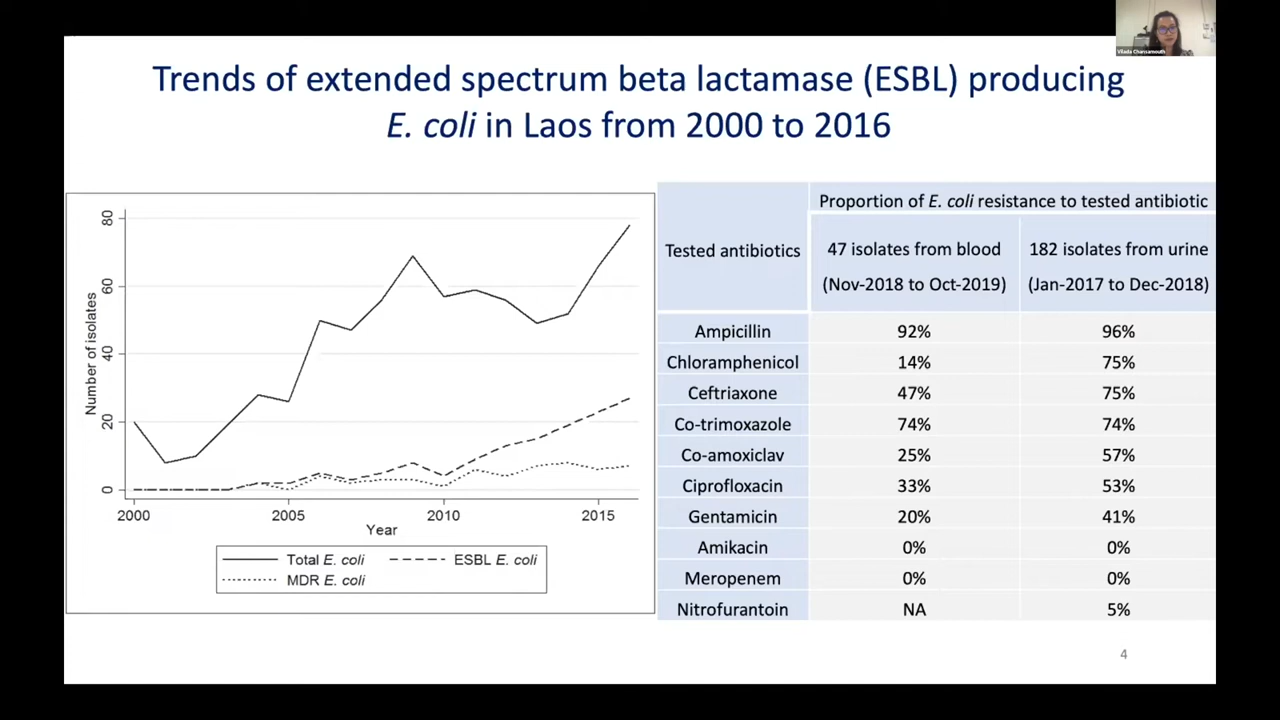 Vilada Chansamouth
Trends of extended spectrum beta lactamase (ESBL) producing
E. coli in Laos from 2000 to 2016
Number of isolates
80
60
40
20
0
2000 2005 2010 2015
Year
Total E. coli ESBL E. coli
MDR E. coli
Tested antibiotics
Proportion of E. coli resistance to tested antibiotic
47 isolates from blood
(Nov-2018 to Oct-2019)
182 isolates from urine
(Jan-2017 to Dec-2018)
Ampicillin 92% 96%
Chloramphenicol 14% 75%
Ceftriaxone 47% 75%
Co-trimoxazole 74% 74%
Co-amoxiclav 25% 57%
Ciprofloxacin 33% 53%
Gentamicin 20% 41%
Amikacin 0% 0%
Meropenem 0% 0%
Nitrofurantoin NA 5%
4